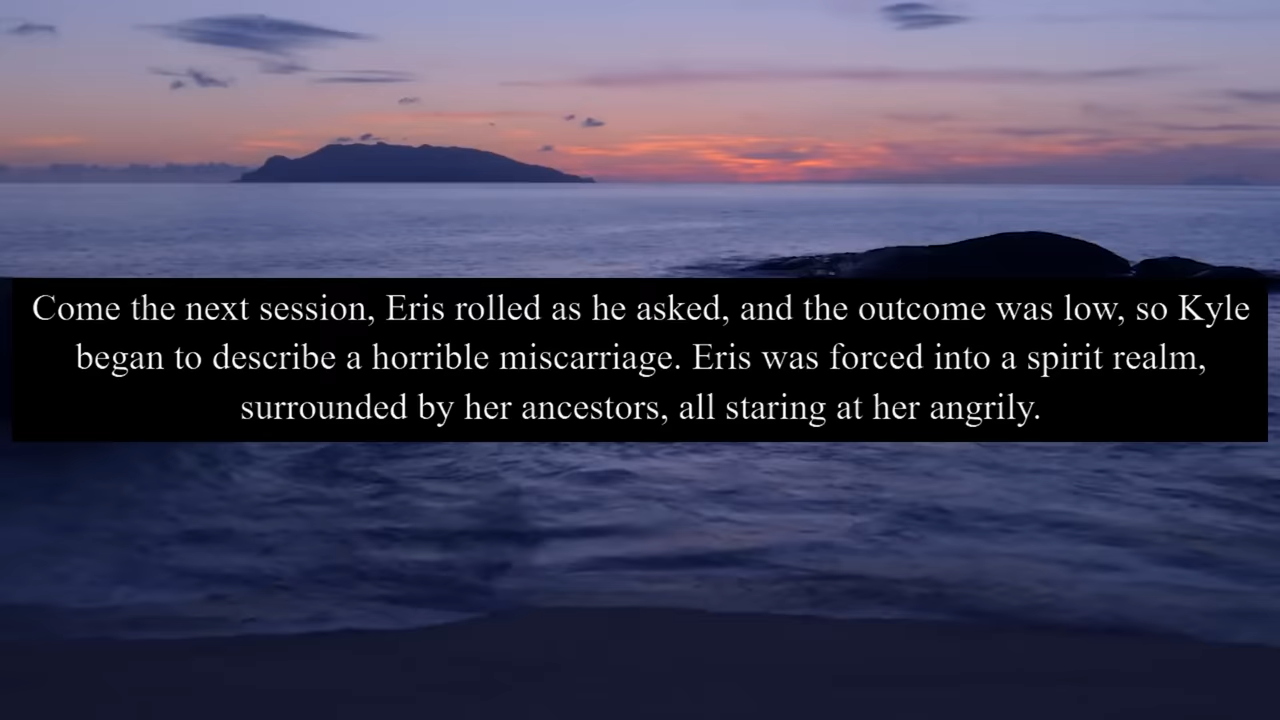 Come the next session, Eris rolled as he asked, and the outcome was low, so Kyle
began to describe a horrible miscarriage. Eris was forced into a spirit realm,
surrounded by her ancestors, all staring at her angrily.